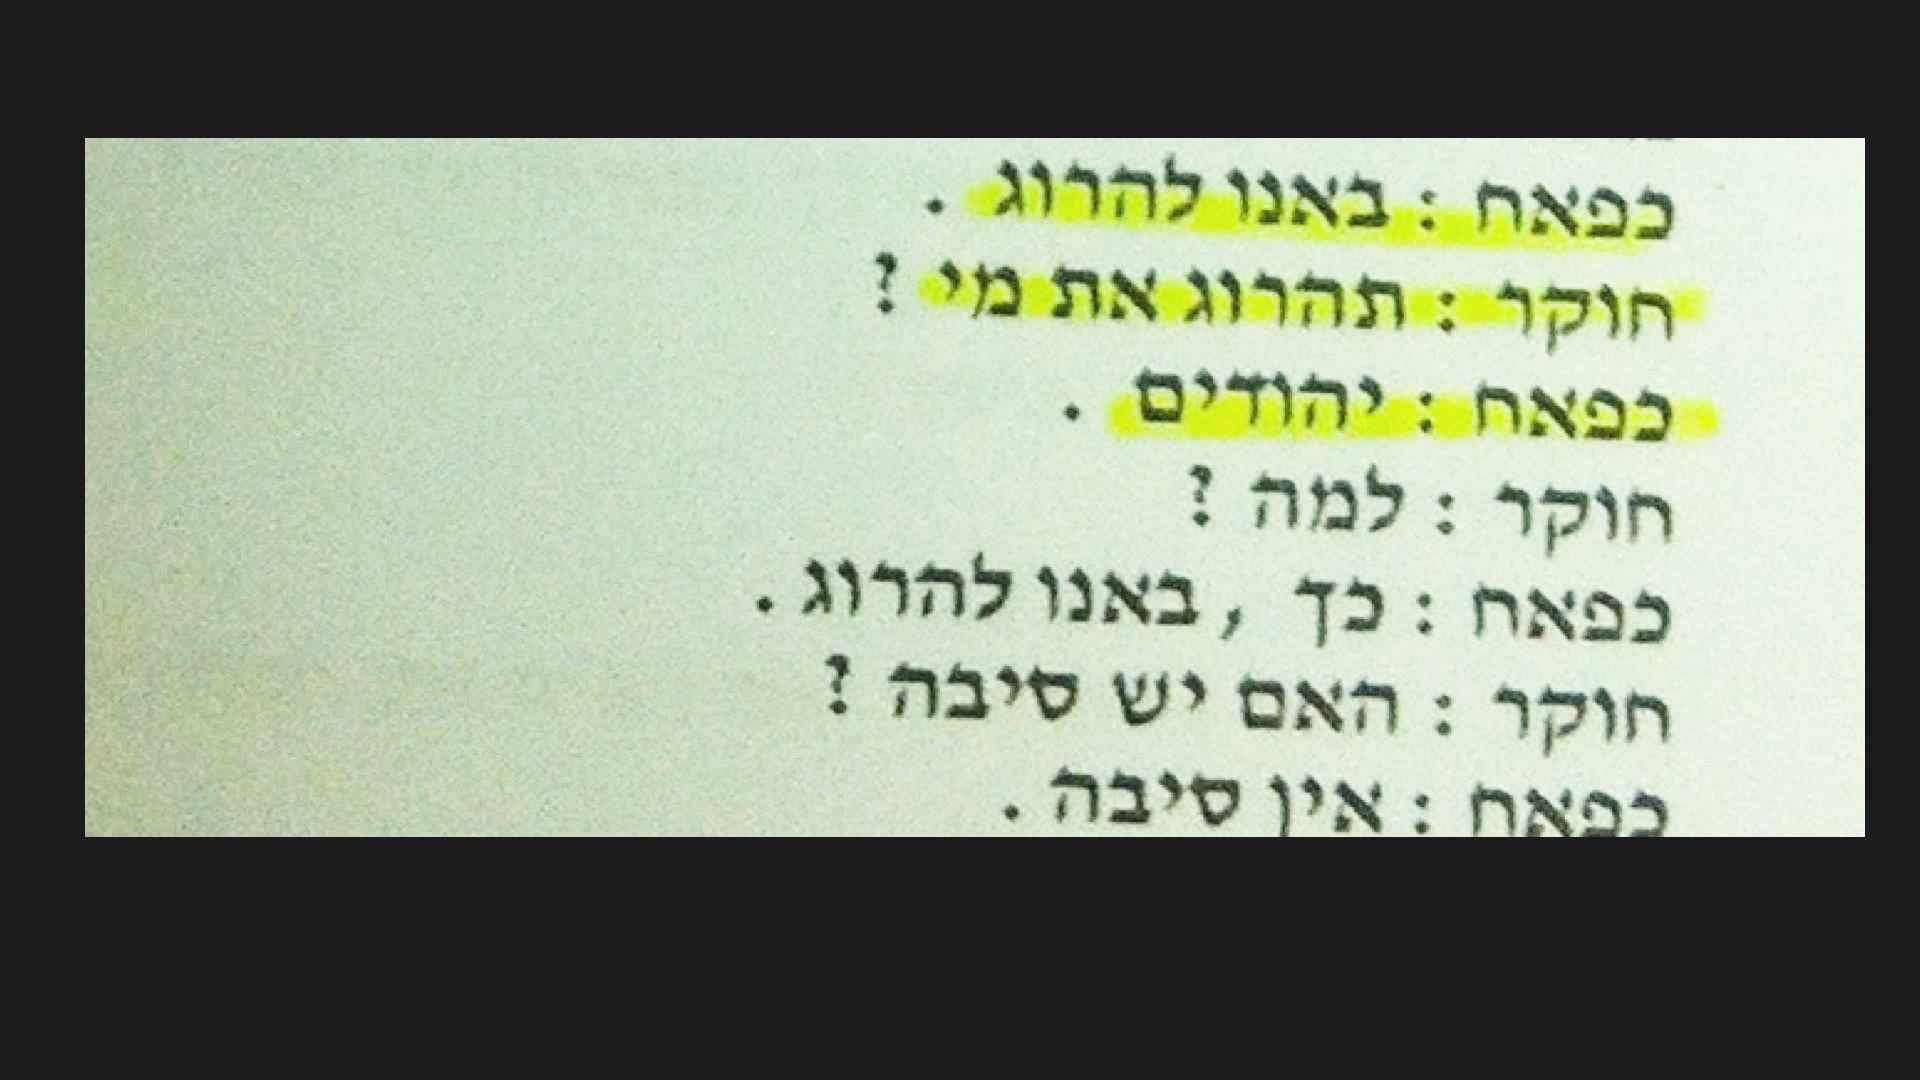 כפאח : באנו להרוג .
חוקר : תהרוג את מי ?
כפאח : יהודים .
חוקר : למה ?
כפאח : כך , באנו להרוג .
חוקר : האם יש סיבה ?
כפאח : אין סיבה .